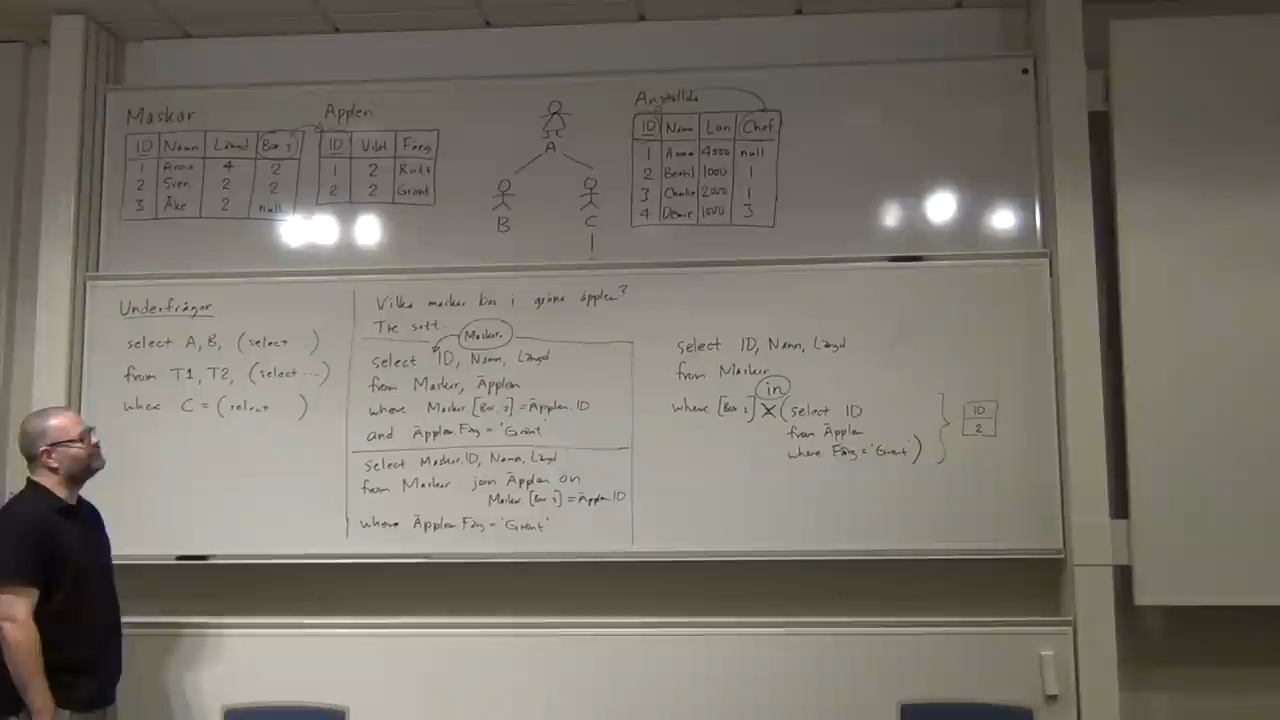 Maskar
ID Namn Längd Bor i
1 Anna 4 2
2 Sven 2 2
3 Åke 2 null
Äpplen
ID Vikt Färg
1 2 Rött
2 2 Grönt
A
B
C
Anställda
ID Namn Lön Chef
1 Anna 4000 null
2 Bertil 1000 1
3 Charlie 2000 1
4 1000 3
Underfrågor
select A, B, (select )
from T1, T2, (select ...)
where C = (select )
Vilka maskar bor i gröna äpplen?
Tre sätt.
Maskar.
select ID, Namn, Längd
from Maskar, Äpplen
where Maskar.[Bor i] = Äpplen.ID
and Äpplen.Färg = 'Grönt'
select Maskar.ID, Namn, Längd
from Maskar join Äpplen on
Maskar.[Bor i] = Äpplen.ID
where Äpplen.Färg = 'Grönt'
select ID, Namn, Längd
from Maskar
in
where [Bor i] (select ID
from Äpplen
where Färg = 'Grönt')
ID
2